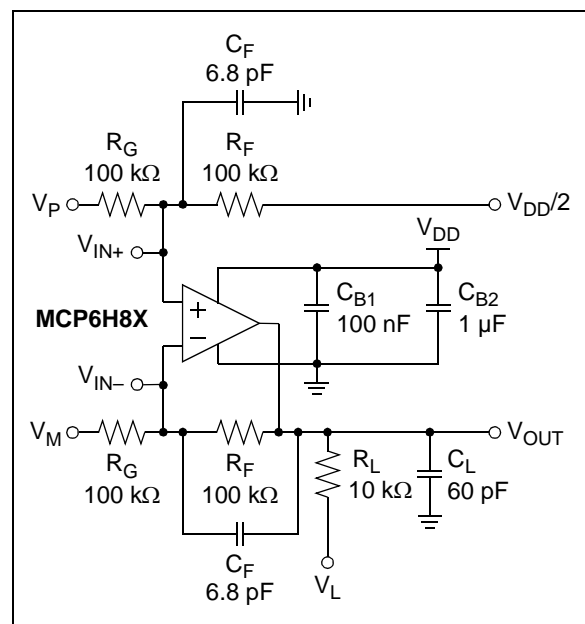 C_F
6.8 pF
R_G
100 kΩ
R_F
100 kΩ
V_P
V_DD/2
V_IN+
V_DD
MCP6H8X
+
−
C_B1
100 nF
C_B2
1 µF
V_IN−
V_M
V_OUT
R_G
100 kΩ
R_F
100 kΩ
R_L
10 kΩ
C_L
60 pF
C_F
6.8 pF
V_L